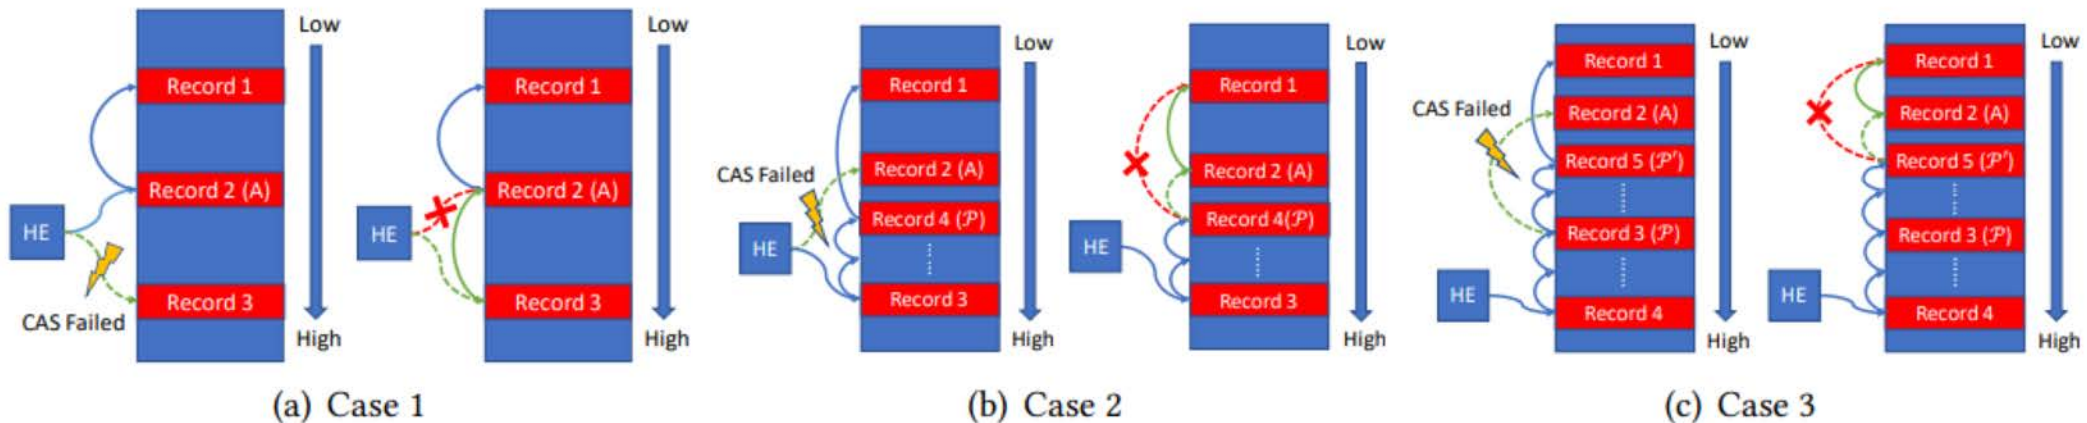 Low
Record 1
Record 2 (A)
HE
Record 3
CAS Failed
High
Low
Record 1
Record 2 (A)
HE
Record 3
High
(a) Case 1
Low
Record 1
CAS Failed
Record 2 (A)
Record 4 (𝒫)
HE
Record 3
High
Low
Record 1
Record 2 (A)
Record 4(𝒫)
HE
Record 3
High
(b) Case 2
Low
Record 1
CAS Failed
Record 2 (A)
Record 5 (𝒫′)
Record 3 (𝒫)
HE
Record 4
High
Low
Record 1
Record 2 (A)
Record 5 (𝒫′)
Record 3 (𝒫)
HE
Record 4
High
(c) Case 3